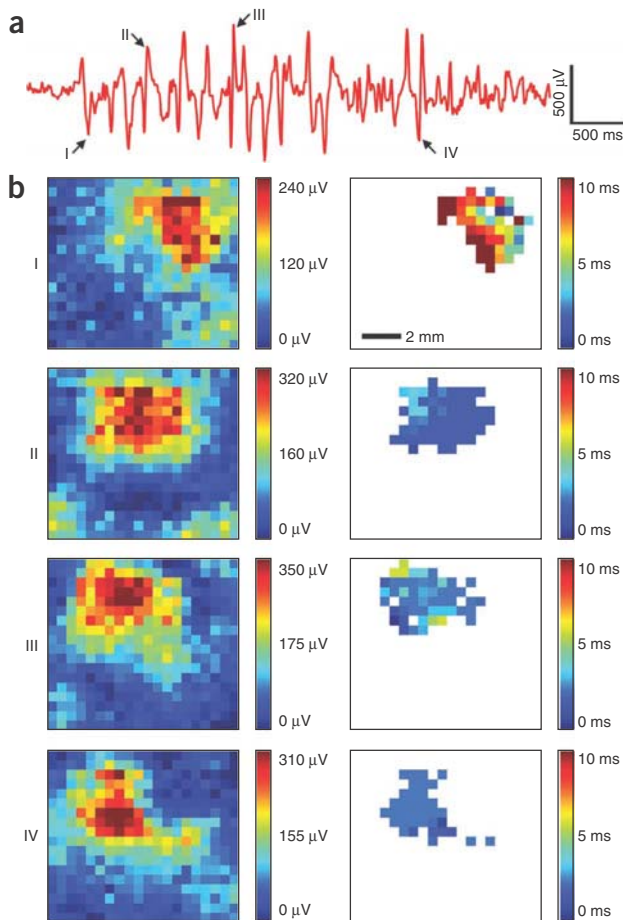 a
I
II
III
IV
500 μV
500 ms
b
I
240 μV
120 μV
0 μV
2 mm
10 ms
5 ms
0 ms
II
320 μV
160 μV
0 μV
10 ms
5 ms
0 ms
III
350 μV
175 μV
0 μV
10 ms
5 ms
0 ms
IV
310 μV
155 μV
0 μV
10 ms
5 ms
0 ms